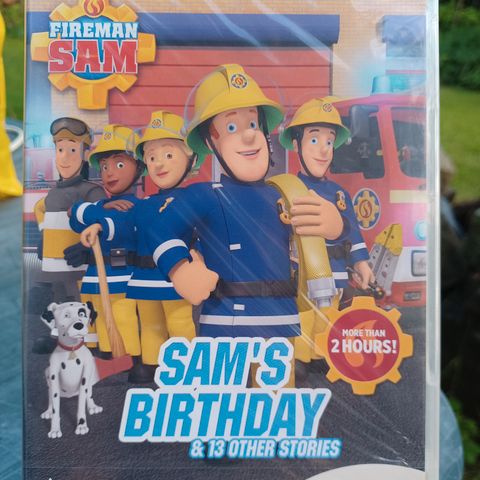 FIREMAN
SAM
MORE THAN
2 HOURS!
SAM'S
BIRTHDAY
& 13 OTHER STORIES